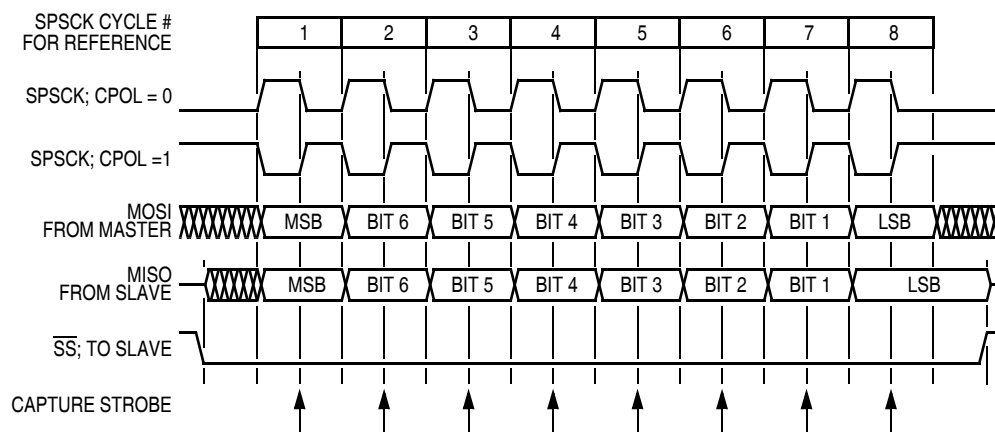 SPSCK CYCLE #
FOR REFERENCE
1 2 3 4 5 6 7 8
SPSCK; CPOL = 0
SPSCK; CPOL =1
MOSI
FROM MASTER
MSB BIT 6 BIT 5 BIT 4 BIT 3 BIT 2 BIT 1 LSB
MISO
FROM SLAVE
MSB BIT 6 BIT 5 BIT 4 BIT 3 BIT 2 BIT 1 LSB
SS; TO SLAVE
CAPTURE STROBE